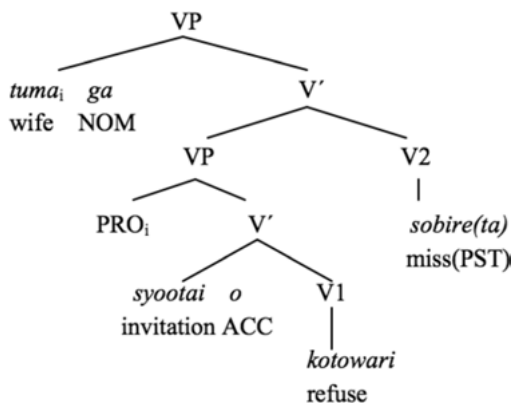 VP
tumaᵢ ga V′
wife NOM
VP V2
PROᵢ V′ sobire(ta)
miss(PST)
syootai o V1
invitation ACC
kotowari
refuse